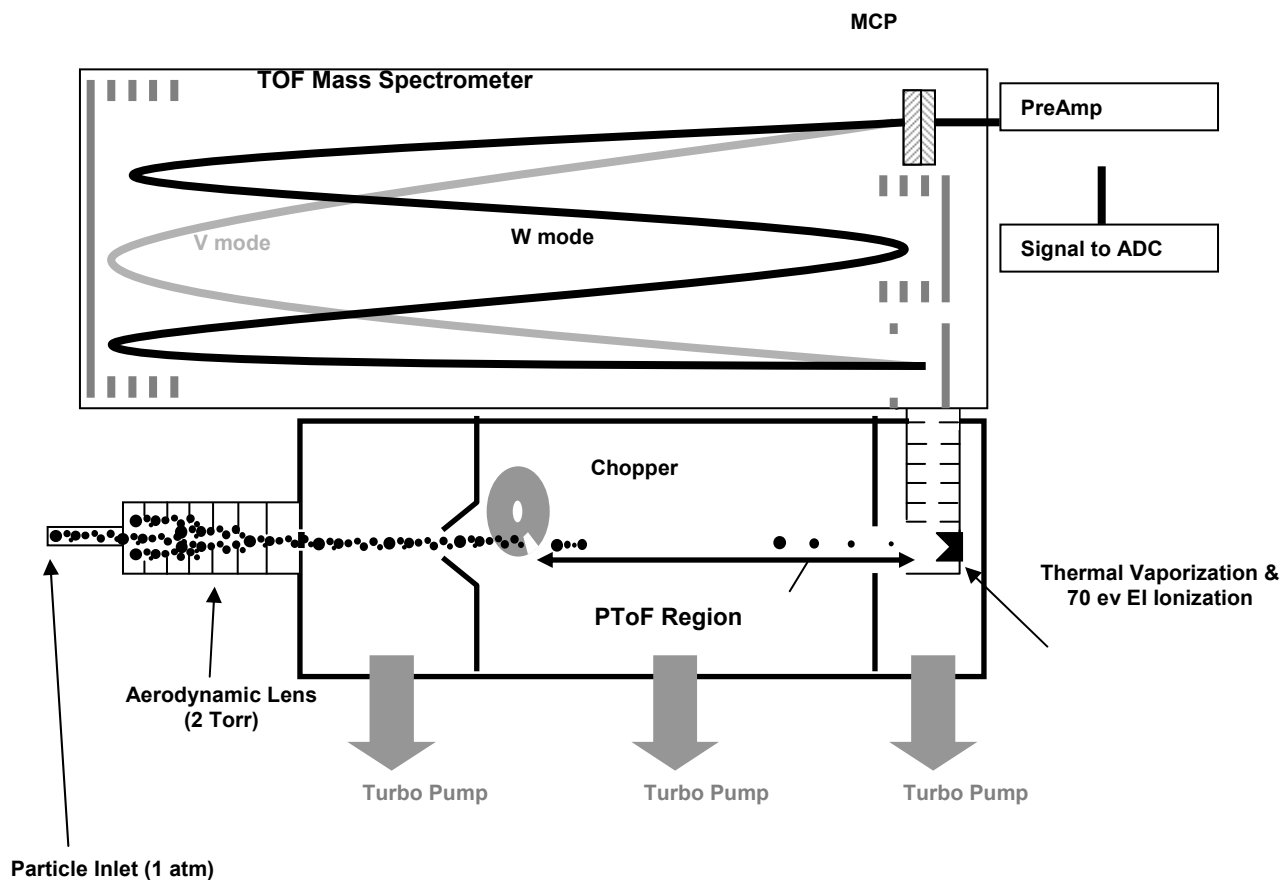 MCP
TOF Mass Spectrometer
PreAmp
V mode
W mode
Signal to ADC
Chopper
Thermal Vaporization &
70 ev EI Ionization
PToF Region
Aerodynamic Lens
(2 Torr)
Turbo Pump
Turbo Pump
Turbo Pump
Particle Inlet (1 atm)